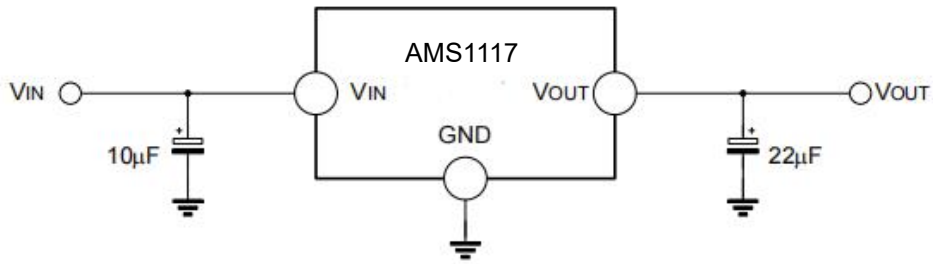 AMS1117
VIN
VIN
VOUT
VOUT
GND
+
10μF
+
22μF